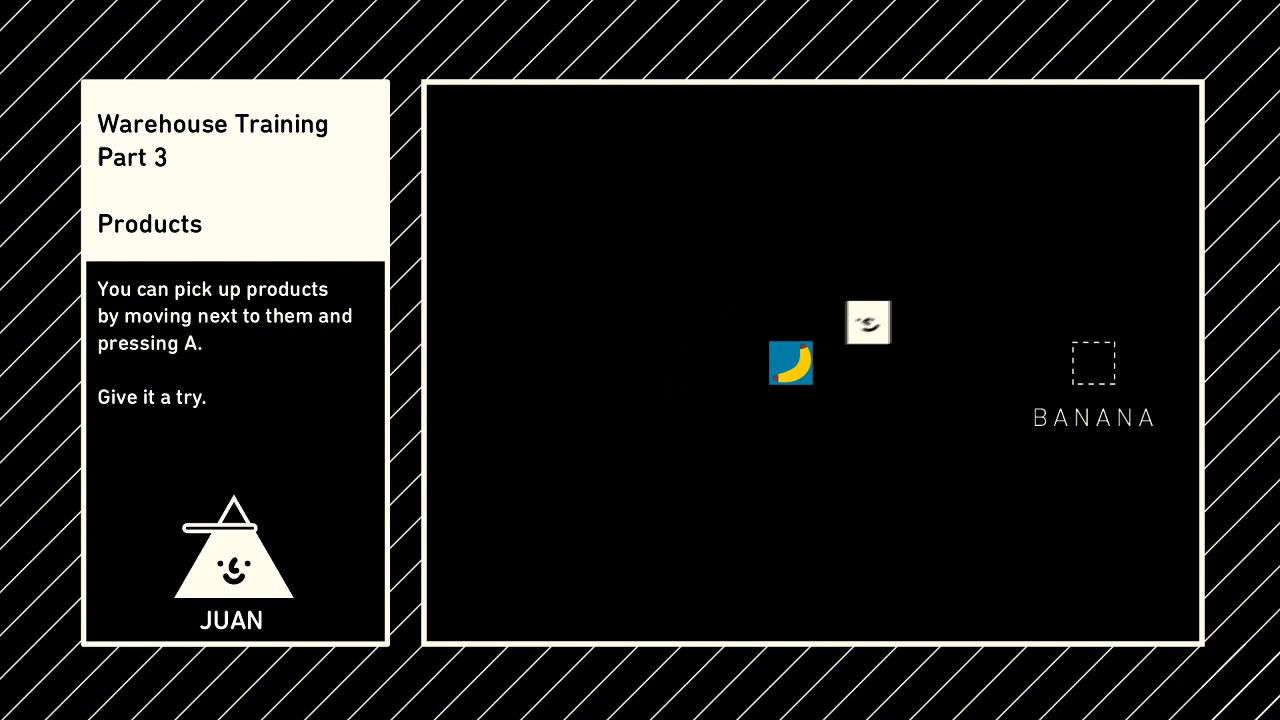 Warehouse Training
Part 3
Products
You can pick up products
by moving next to them and
pressing A.
Give it a try.
JUAN
BANANA